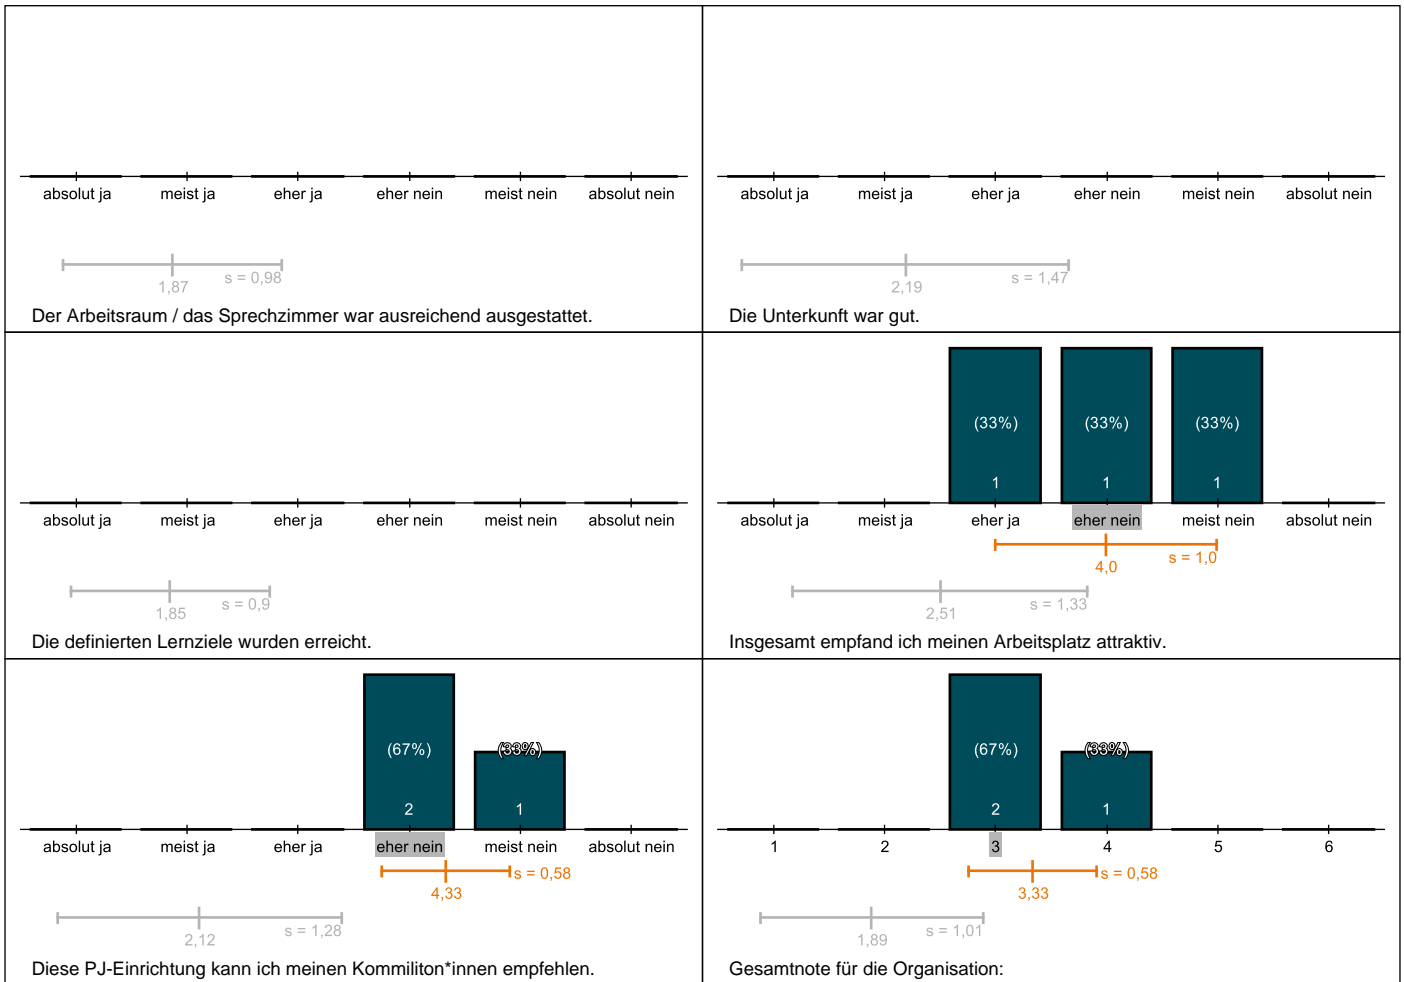 absolut ja meist ja eher ja eher nein meist nein absolut nein
1,87 s = 0,98
Der Arbeitsraum / das Sprechzimmer war ausreichend ausgestattet.
absolut ja meist ja eher ja eher nein meist nein absolut nein
2,19 s = 1,47
Die Unterkunft war gut.
absolut ja meist ja eher ja eher nein meist nein absolut nein
1,85 s = 0,9
Die definierten Lernziele wurden erreicht.
(33%) (33%) (33%)
1 1 1
absolut ja meist ja eher ja eher nein meist nein absolut nein
4,0 s = 1,0
2,51 s = 1,33
Insgesamt empfand ich meinen Arbeitsplatz attraktiv.
(67%) (33%)
2 1
absolut ja meist ja eher ja eher nein meist nein absolut nein
4,33 s = 0,58
2,12 s = 1,28
Diese PJ-Einrichtung kann ich meinen Kommiliton*innen empfehlen.
(67%) (33%)
2 1
1 2 3 4 5 6
3,33 s = 0,58
1,89 s = 1,01
Gesamtnote für die Organisation: